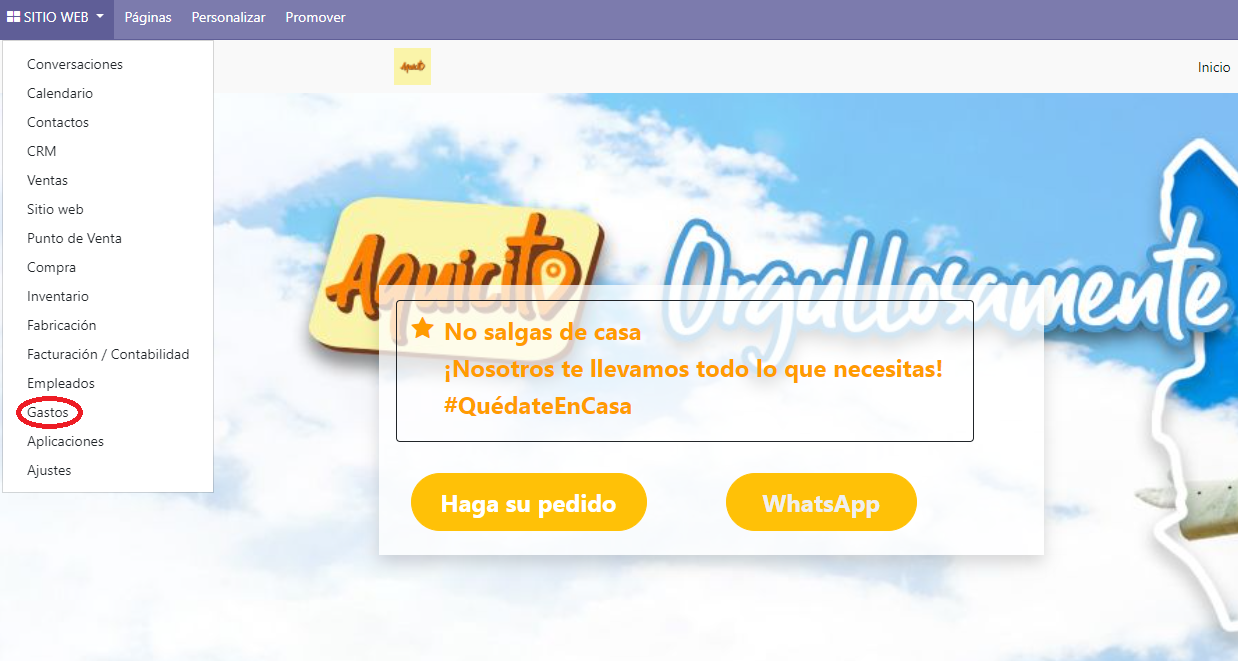 SITIO WEB Páginas Personalizar Promover
Conversaciones
Calendario
Contactos
CRM
Ventas
Sitio web
Punto de Venta
Compra
Inventario
Fabricación
Facturación / Contabilidad
Empleados
Gastos
Aplicaciones
Ajustes
Aquicito
Inicio
Aquicito
Orgullosamente
No salgas de casa
¡Nosotros te llevamos todo lo que necesitas!
#QuédateEnCasa
Haga su pedido
WhatsApp